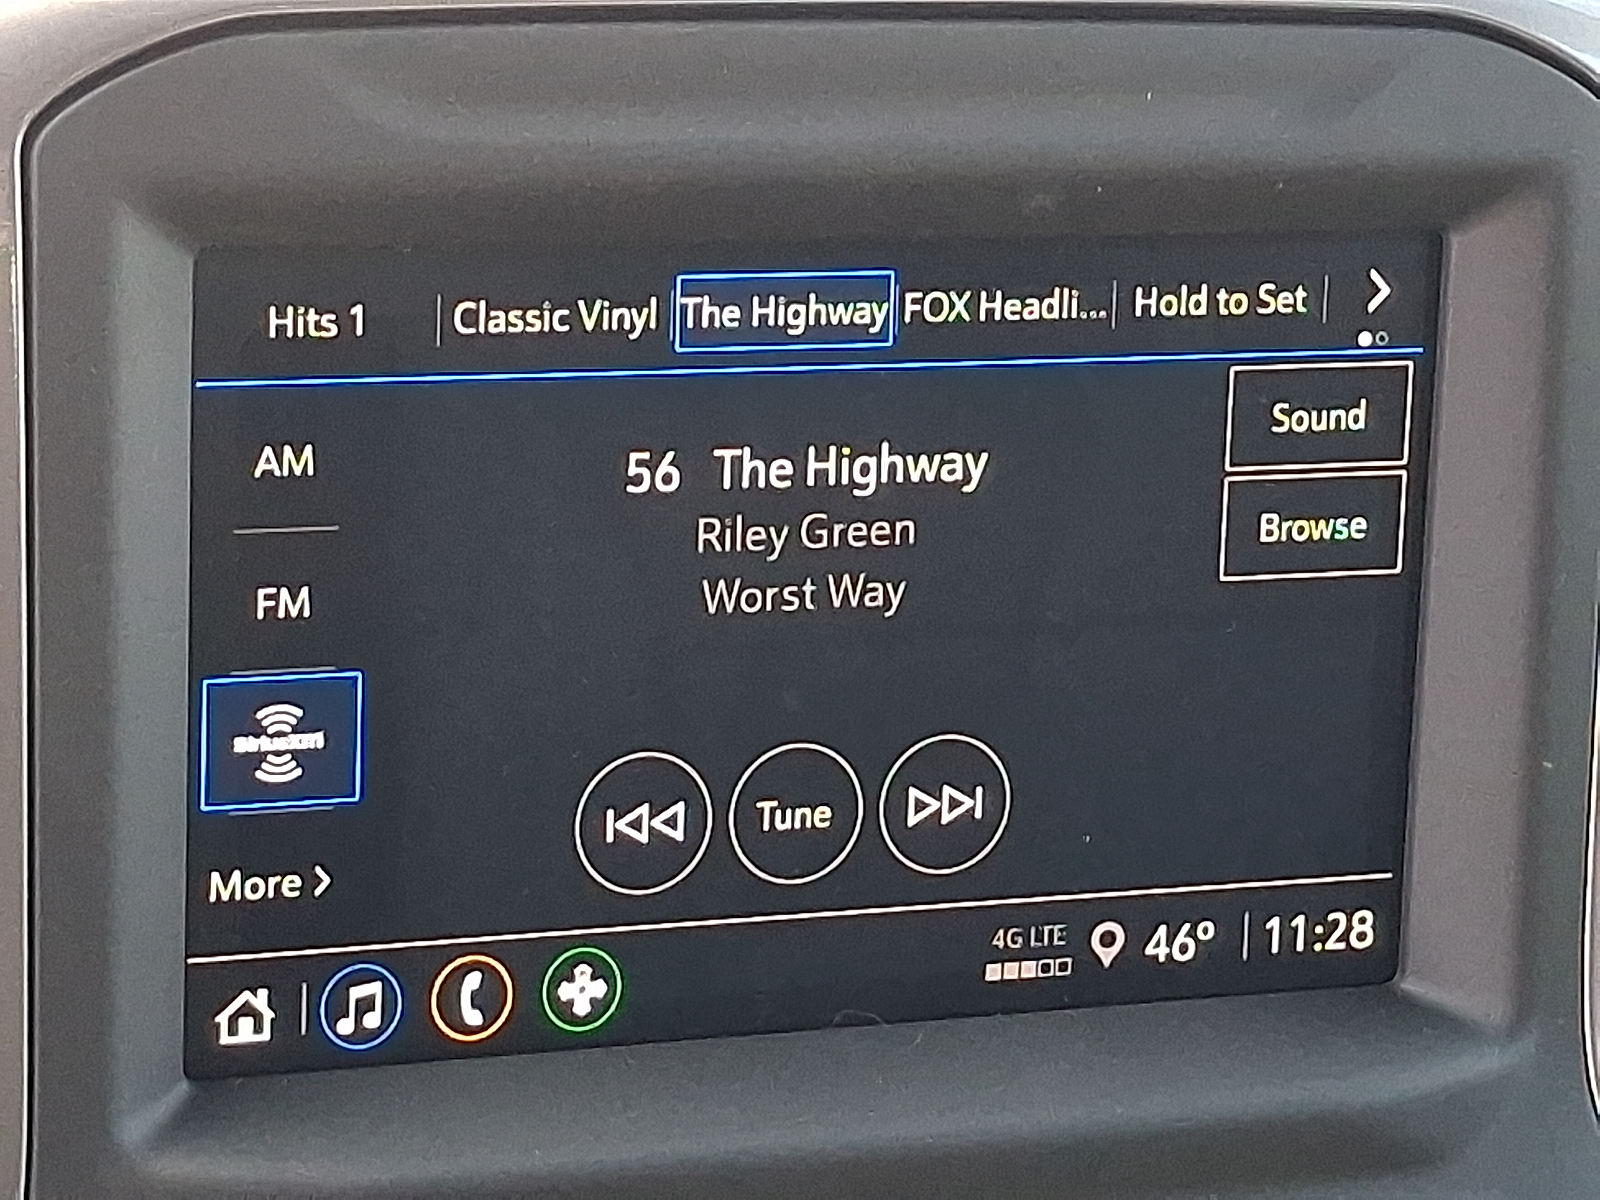 Hits 1
Classic Vinyl
The Highway
FOX Headli...
Hold to Set
Sound
AM
56 The Highway
Browse
Riley Green
FM
Worst Way
siriusxm
Tune
More >
4G LTE
46° 11:28